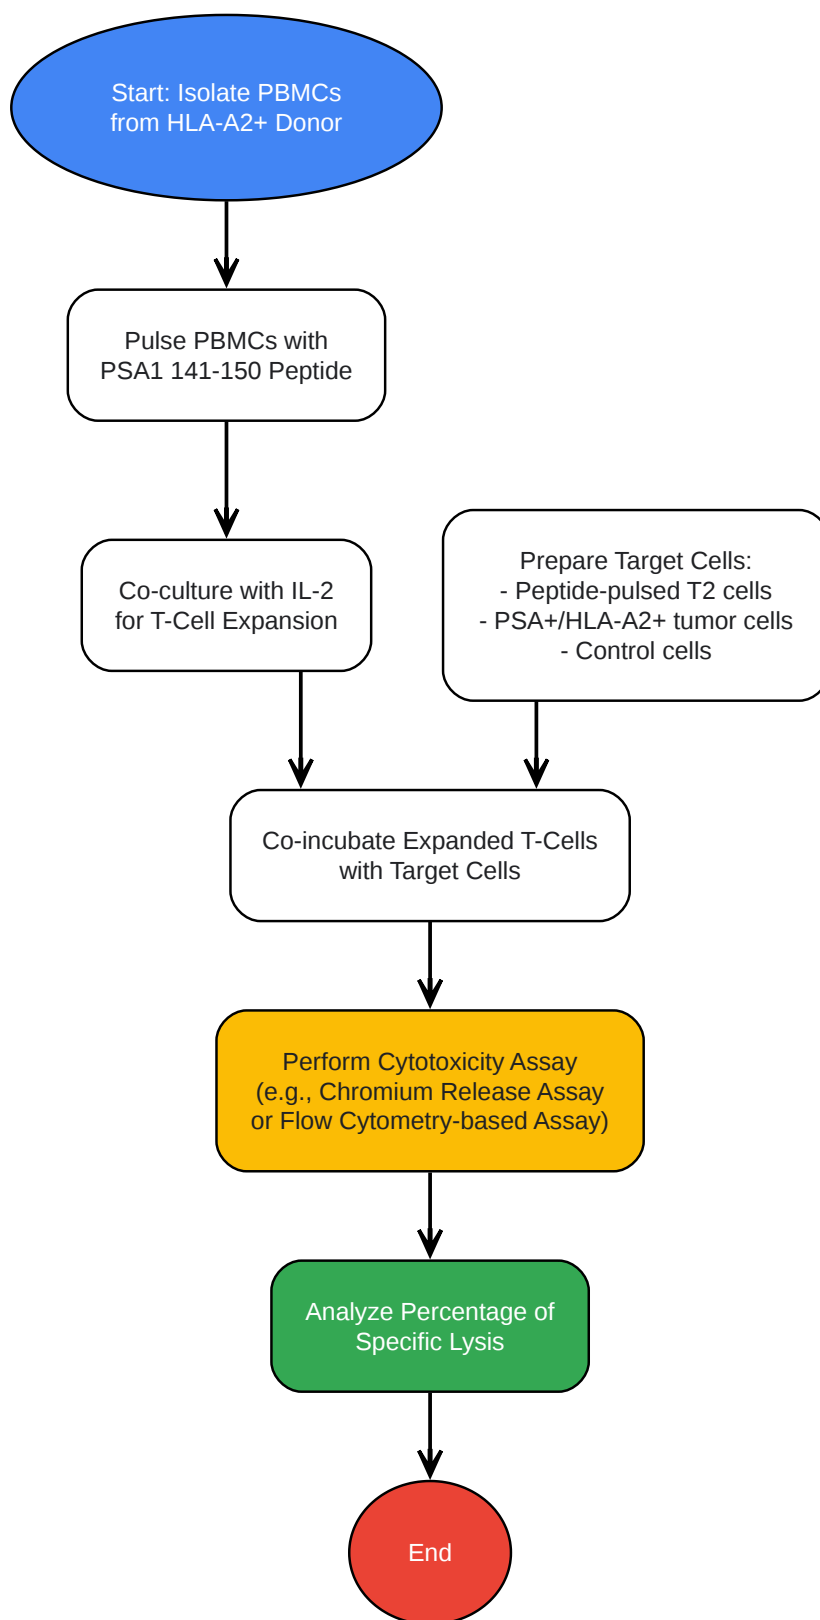 Start: Isolate PBMCs
from HLA-A2+ Donor
Pulse PBMCs with
PSA1 141-150 Peptide
Co-culture with IL-2
for T-Cell Expansion
Prepare Target Cells:
- Peptide-pulsed T2 cells
- PSA+/HLA-A2+ tumor cells
- Control cells
Co-incubate Expanded T-Cells
with Target Cells
Perform Cytotoxicity Assay
(e.g., Chromium Release Assay
or Flow Cytometry-based Assay)
Analyze Percentage of
Specific Lysis
End